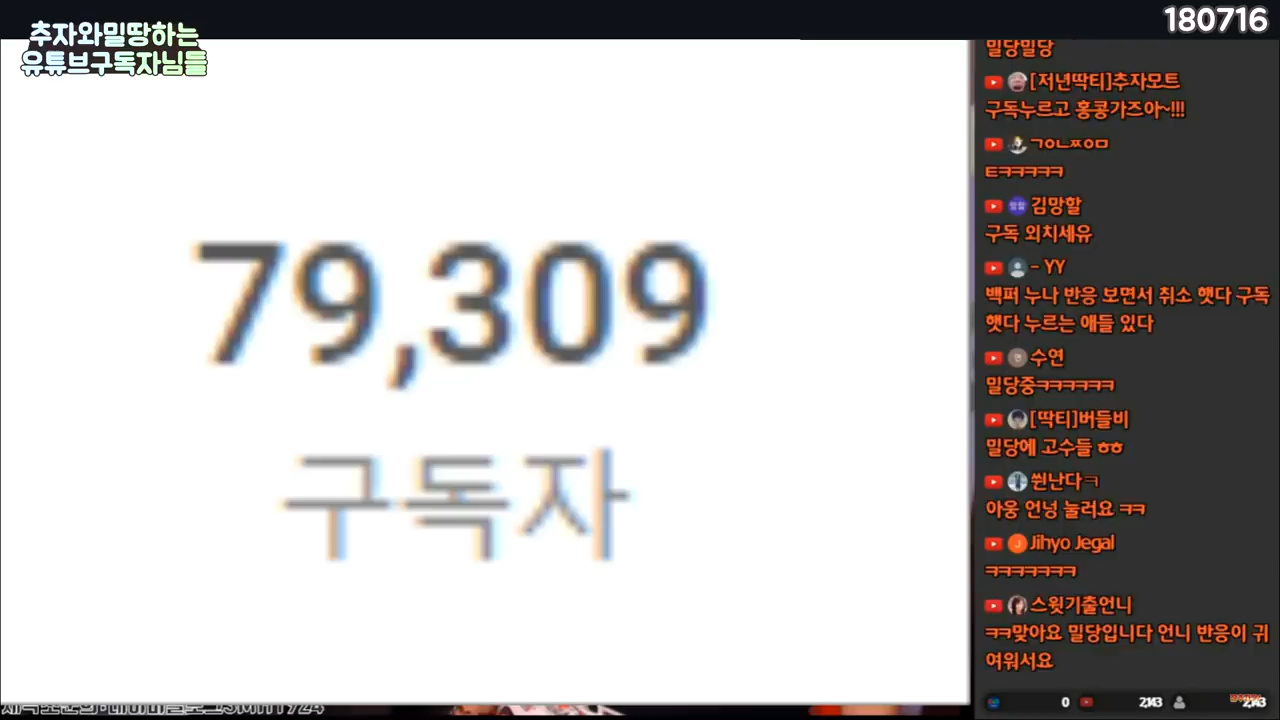 추자와밀땅하는
유튜브구독자님들
180716
79,309
구독자
밀당밀당
[저년딱티]추자모트
구독누르고 홍콩가즈아~!!!
ㄱㅇㄴㅉㅇㅁ
ㅌㅋㅋㅋㅋㅋ
김망할
구독 외치세유
- YY
백퍼 누나 반응 보면서 취소 햇다 구독
햇다 누르는 애들 있다
수연
밀당중ㅋㅋㅋㅋㅋㅋ
[딱티]버들비
밀당에 고수들 ㅎㅎ
쒼난다ㅋ
아웅 언넝 눌러요 ㅋㅋ
Jihyo Jegal
ㅋㅋㅋㅋㅋㅋㅋ
스윗기출언니
ㅋㅋ맞아요 밀당입니다 언니 반응이 귀
여워서요
0 2,143 2,143